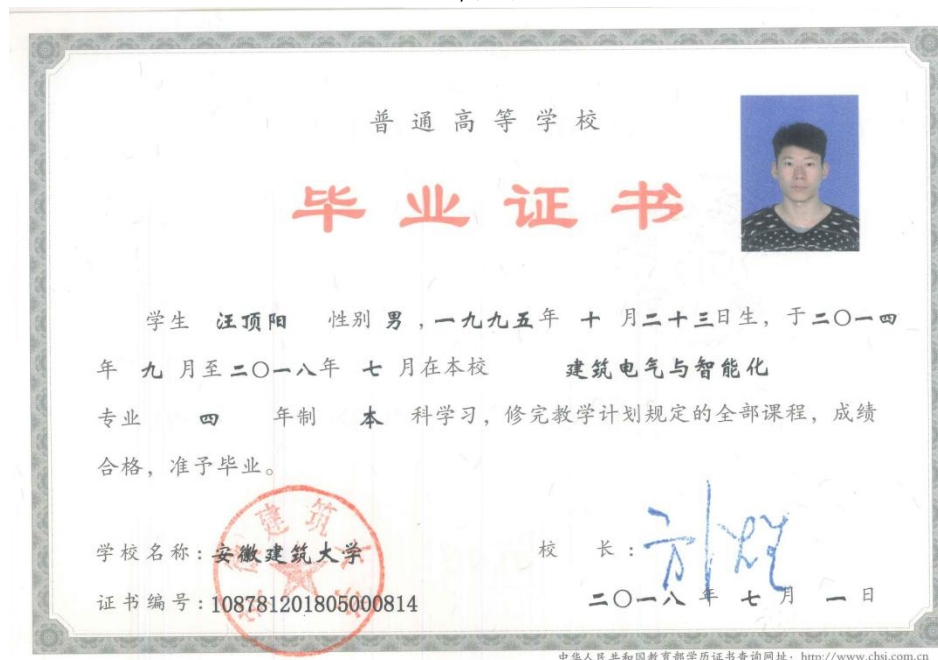 普通高等学校
毕业证书
学生 汪顶阳 性别 男 ,一九九五年 十 月二十三日生, 于二〇一四
年 九 月至二〇一八年 七 月在本校 建筑电气与智能化
专业 四 年制 本 科学习, 修完教学计划规定的全部课程, 成绩
合格, 准予毕业。
学校名称: 安徽建筑大学
校 长:
证书编号: 108781201805000814
二〇一八 年 七 月 一 日
中华人民共和国教育部学历证书查询网址: http://www.chsi.com.cn